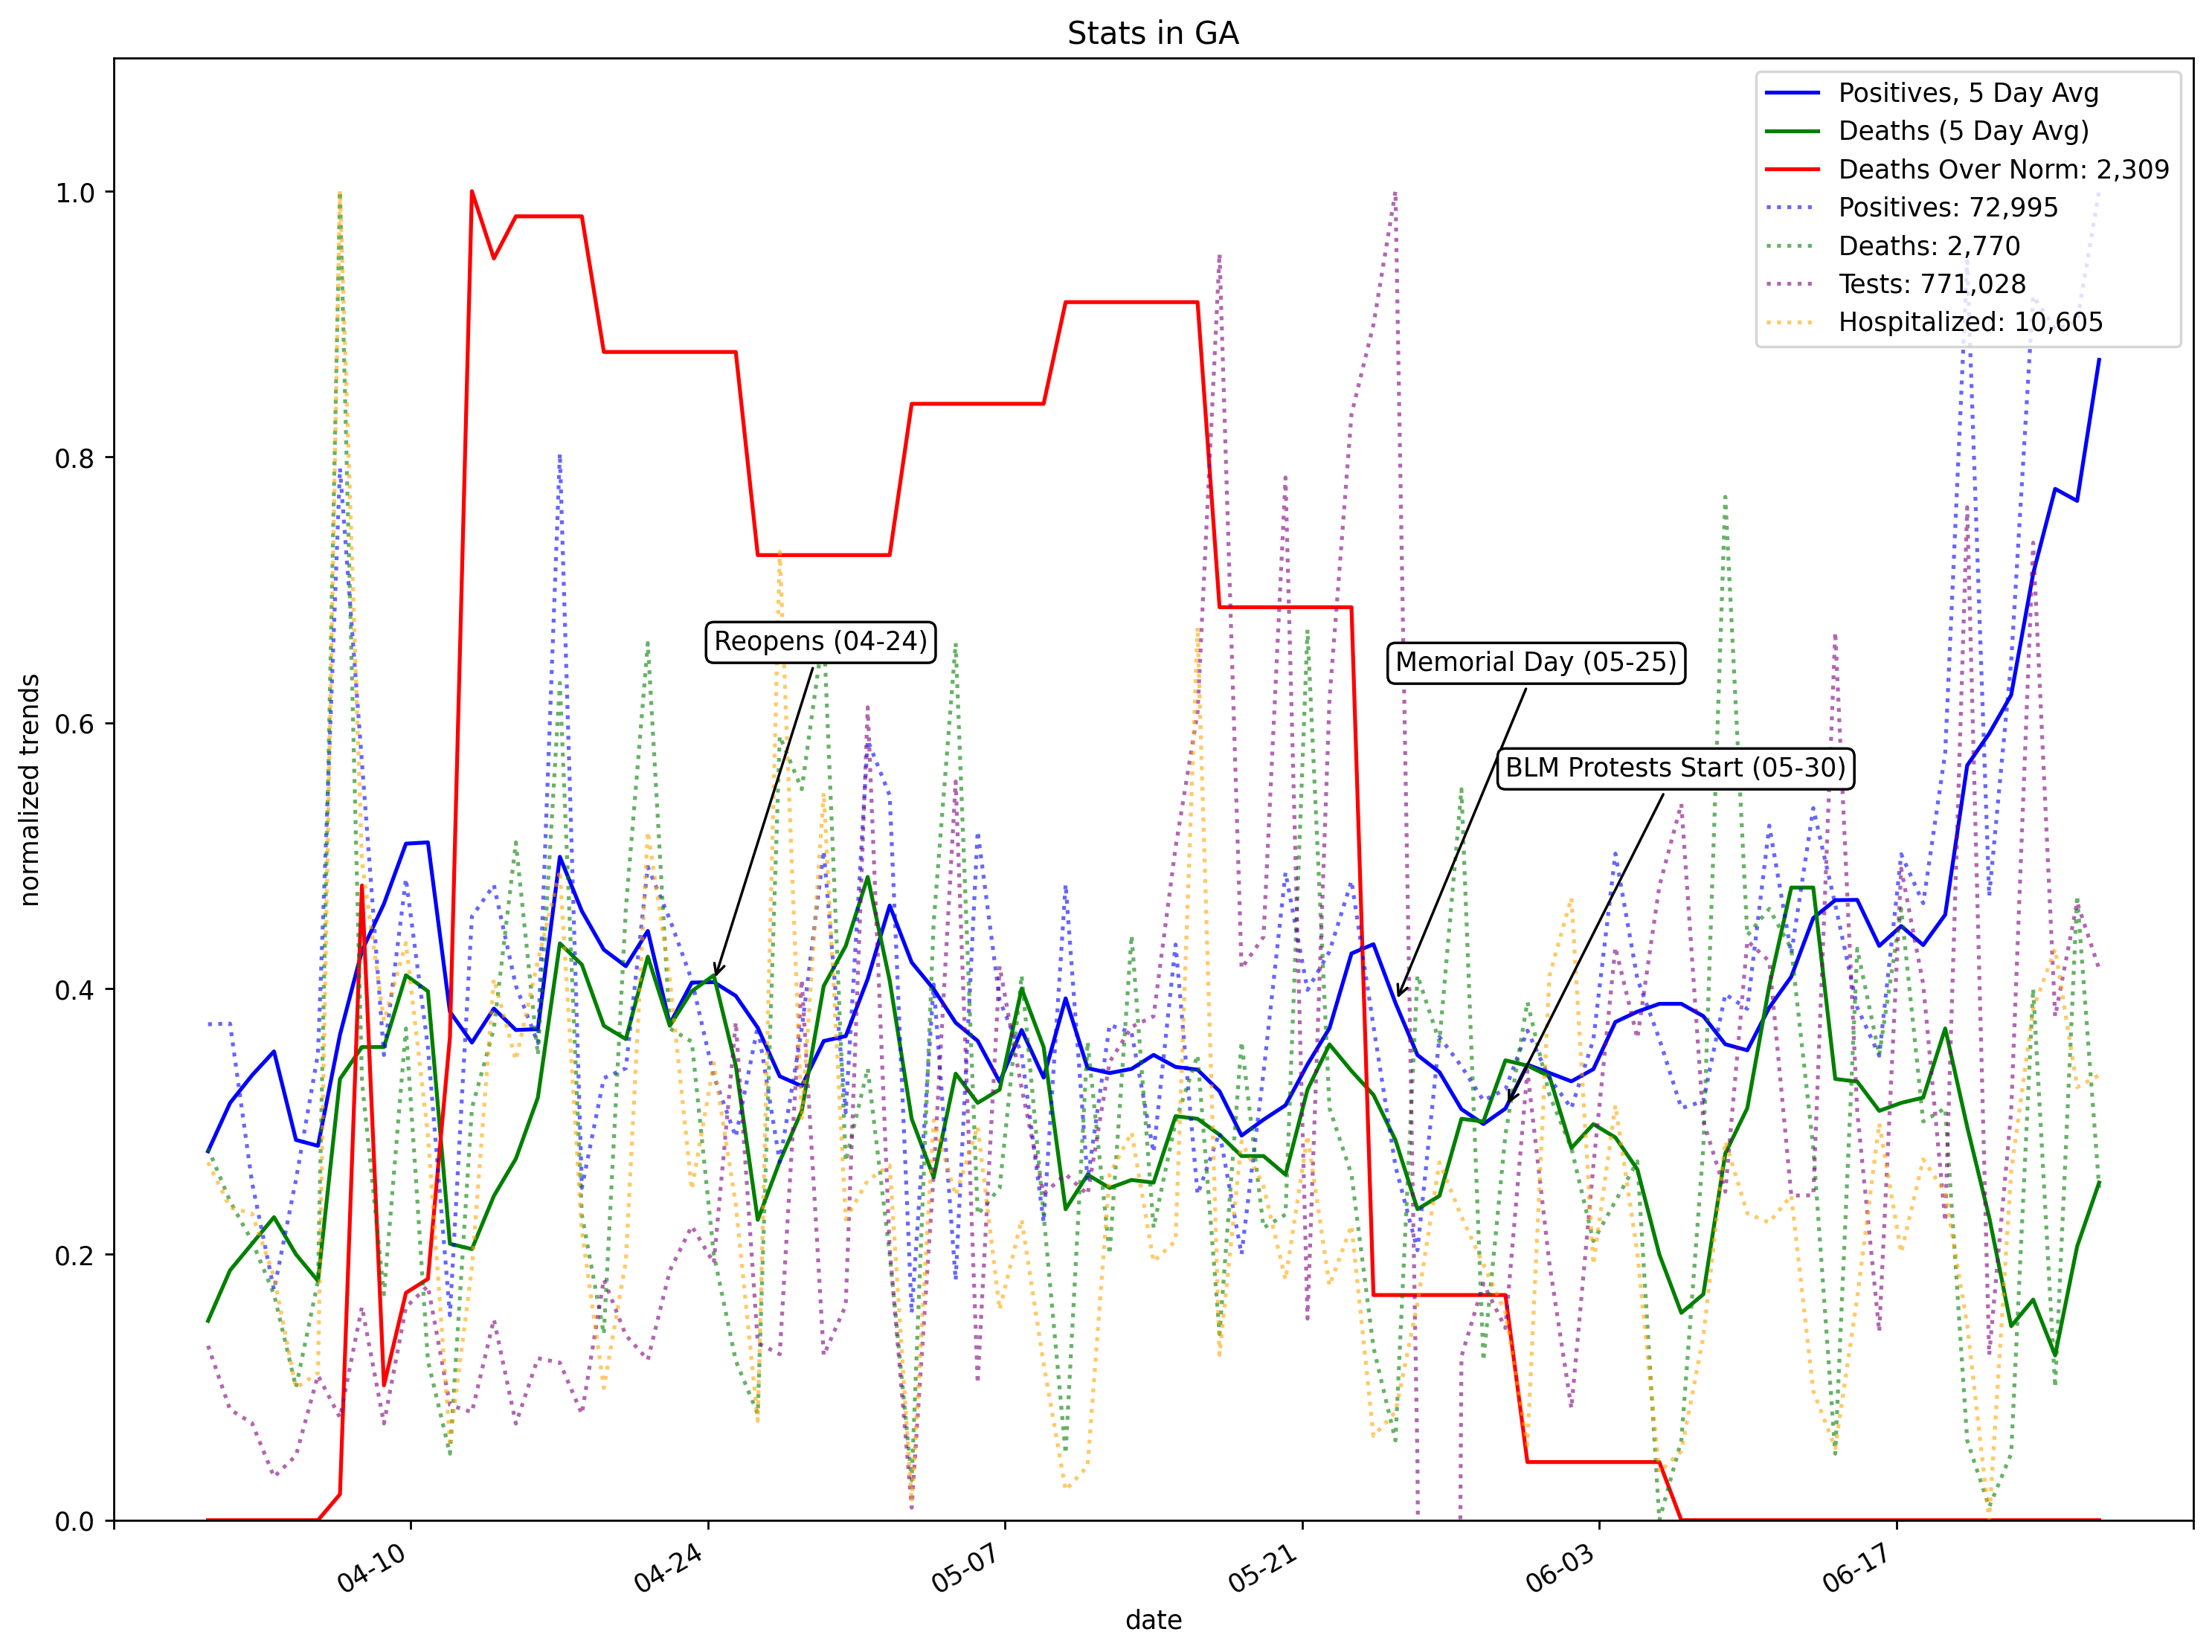 Stats in GA
Positives, 5 Day Avg
Deaths (5 Day Avg)
Deaths Over Norm: 2,309
Positives: 72,995
Deaths: 2,770
Tests: 771,028
Hospitalized: 10,605
1.0
0.8
0.6
0.4
0.2
0.0
normalized trends
Reopens (04-24)
Memorial Day (05-25)
BLM Protests Start (05-30)
04-10
04-24
05-07
05-21
06-03
06-17
date